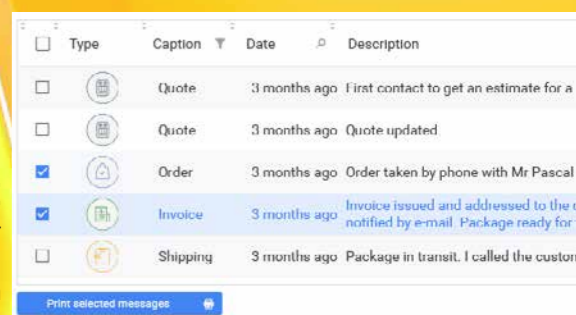 Type Caption Date Description
Quote 3 months ago First contact to get an estimate for a
Quote 3 months ago Quote updated
Order 3 months ago Order taken by phone with Mr Pascal
Invoice 3 months ago Invoice issued and addressed to the
notified by e-mail. Package ready for
Shipping 3 months ago Package in transit. I called the custom
Print selected messages